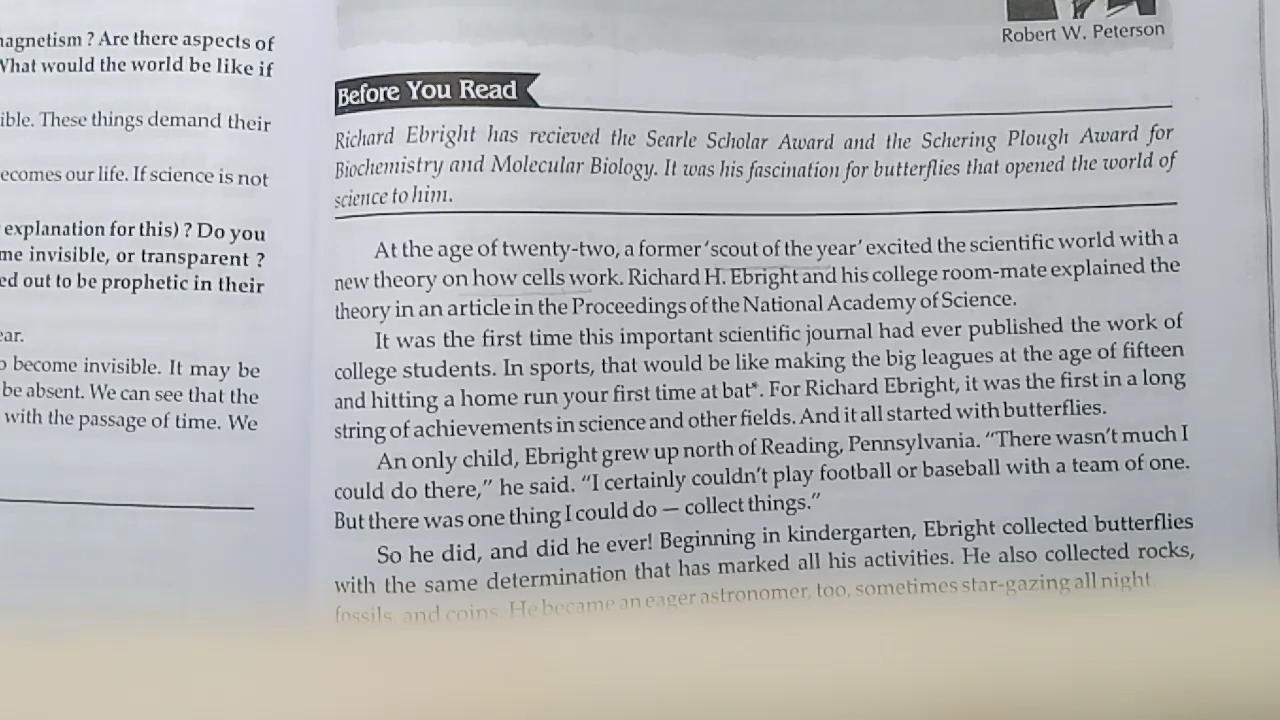 magnetism ? Are there aspects of
What would the world be like if
ible. These things demand their
ecomes our life. If science is not
explanation for this) ? Do you
me invisible, or transparent ?
ed out to be prophetic in their
ear.
o become invisible. It may be
be absent. We can see that the
with the passage of time. We
Robert W. Peterson
Before You Read
Richard Ebright has recieved the Searle Scholar Award and the Schering Plough Award for
Biochemistry and Molecular Biology. It was his fascination for butterflies that opened the world of
science to him.
At the age of twenty-two, a former ‘scout of the year’ excited the scientific world with a
new theory on how cells work. Richard H. Ebright and his college room-mate explained the
theory in an article in the Proceedings of the National Academy of Science.
It was the first time this important scientific journal had ever published the work of
college students. In sports, that would be like making the big leagues at the age of fifteen
and hitting a home run your first time at bat*. For Richard Ebright, it was the first in a long
string of achievements in science and other fields. And it all started with butterflies.
An only child, Ebright grew up north of Reading, Pennsylvania. “There wasn’t much I
could do there,” he said. “I certainly couldn’t play football or baseball with a team of one.
But there was one thing I could do — collect things.”
So he did, and did he ever! Beginning in kindergarten, Ebright collected butterflies
with the same determination that has marked all his activities. He also collected rocks,
fossils, and coins. He became an eager astronomer, too, sometimes star-gazing all night